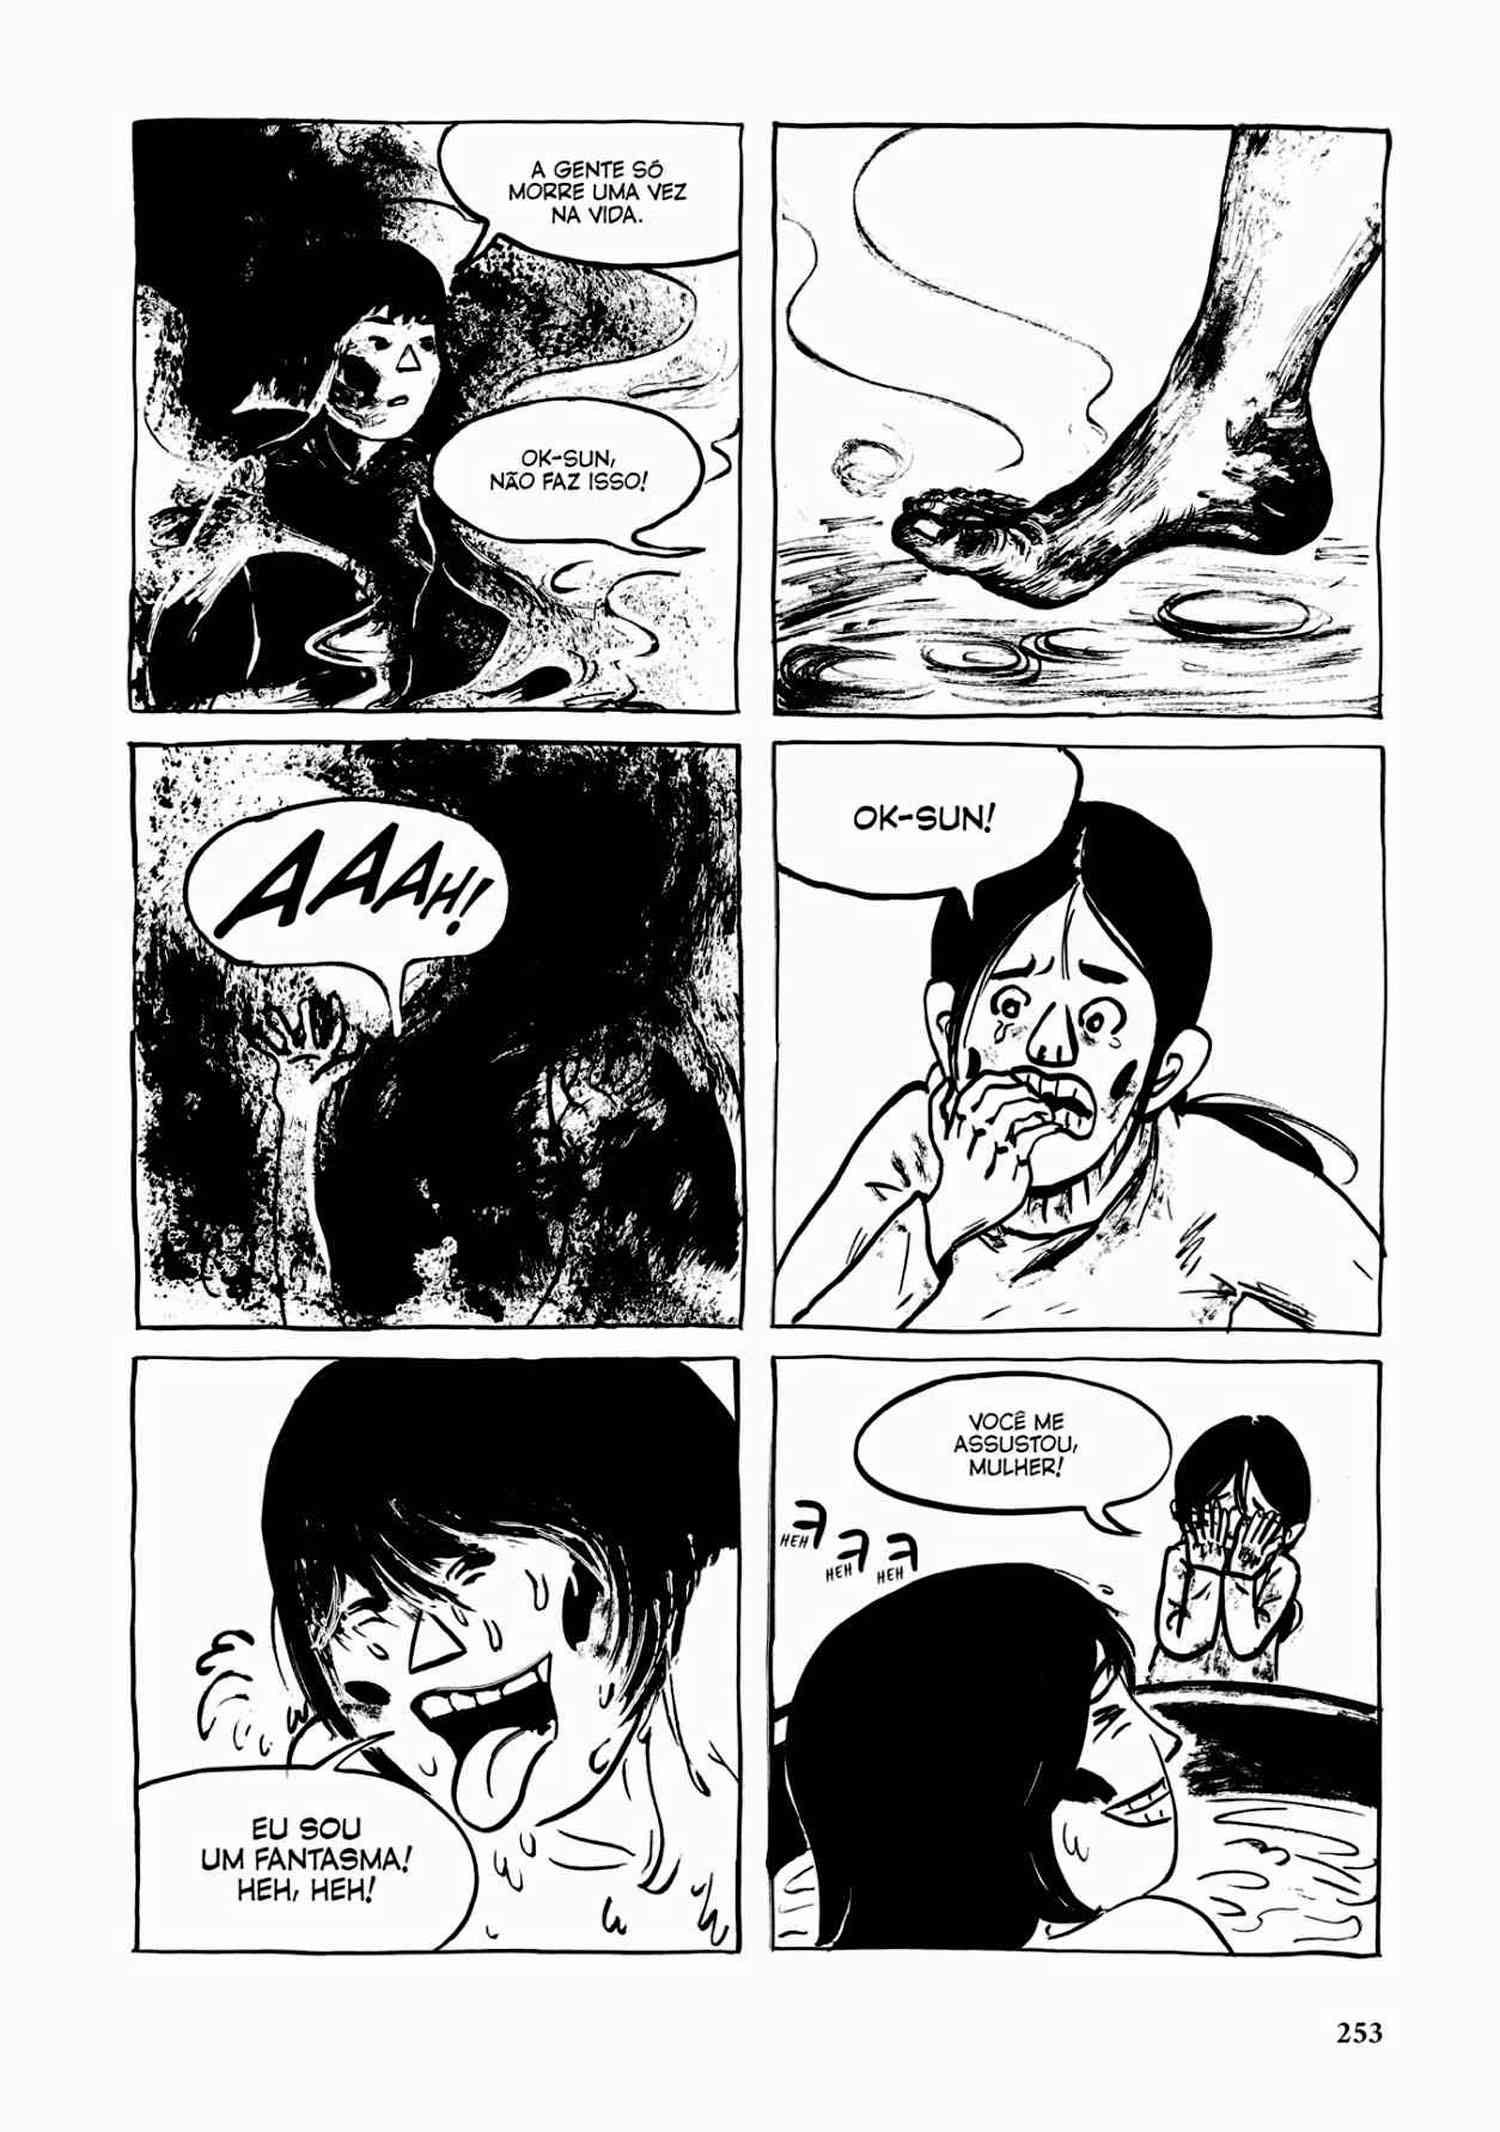 A GENTE SÓ
MORRE UMA VEZ
NA VIDA.
OK-SUN,
NÃO FAZ ISSO!
AAAH!
OK-SUN!
EU SOU
UM FANTASMA!
HEH, HEH!
VOCÊ ME
ASSUSTOU,
MULHER!
ㅋㅋㅋ
HEH HEH HEH
253